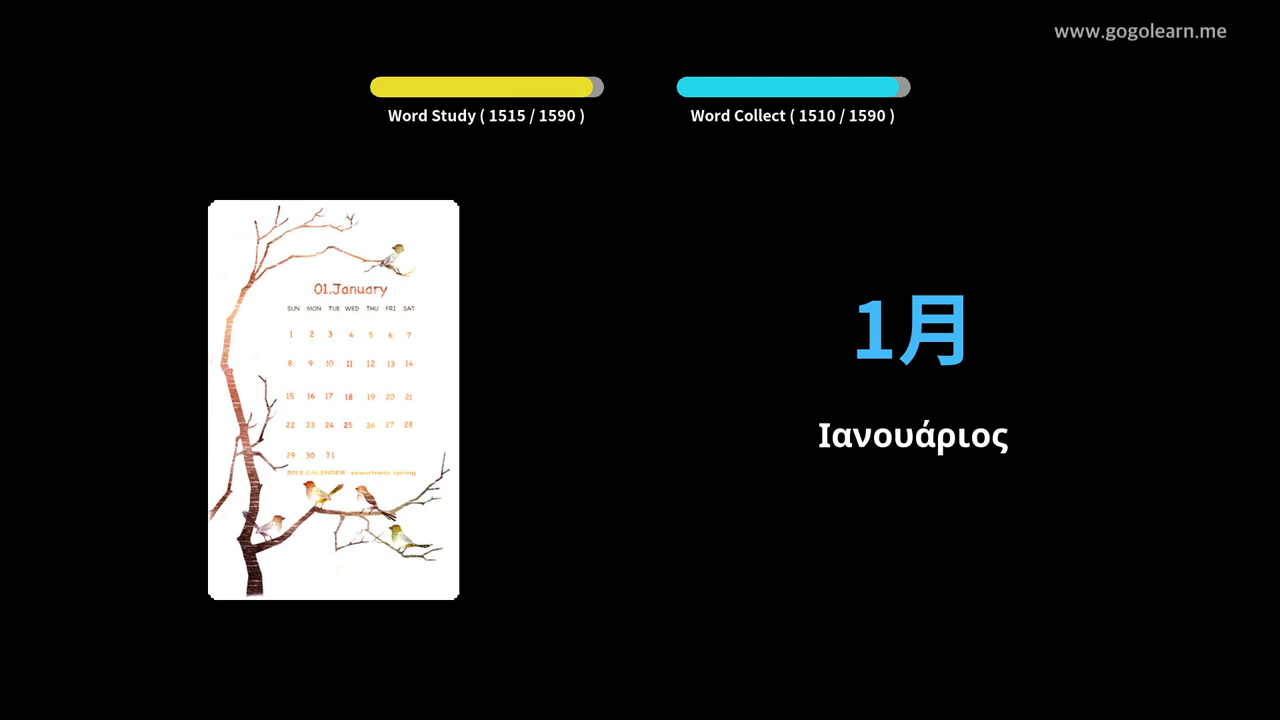 www.gogolearn.me
Word Study ( 1515 / 1590 )
Word Collect ( 1510 / 1590 )
01.January
SUN MON TUE WED THU FRI SAT
1 2 3 4 5 6 7
8 9 10 11 12 13 14
15 16 17 18 19 20 21
22 23 24 25 26 27 28
29 30 31
2012.CALENDER spring
1月
Ιανουάριος